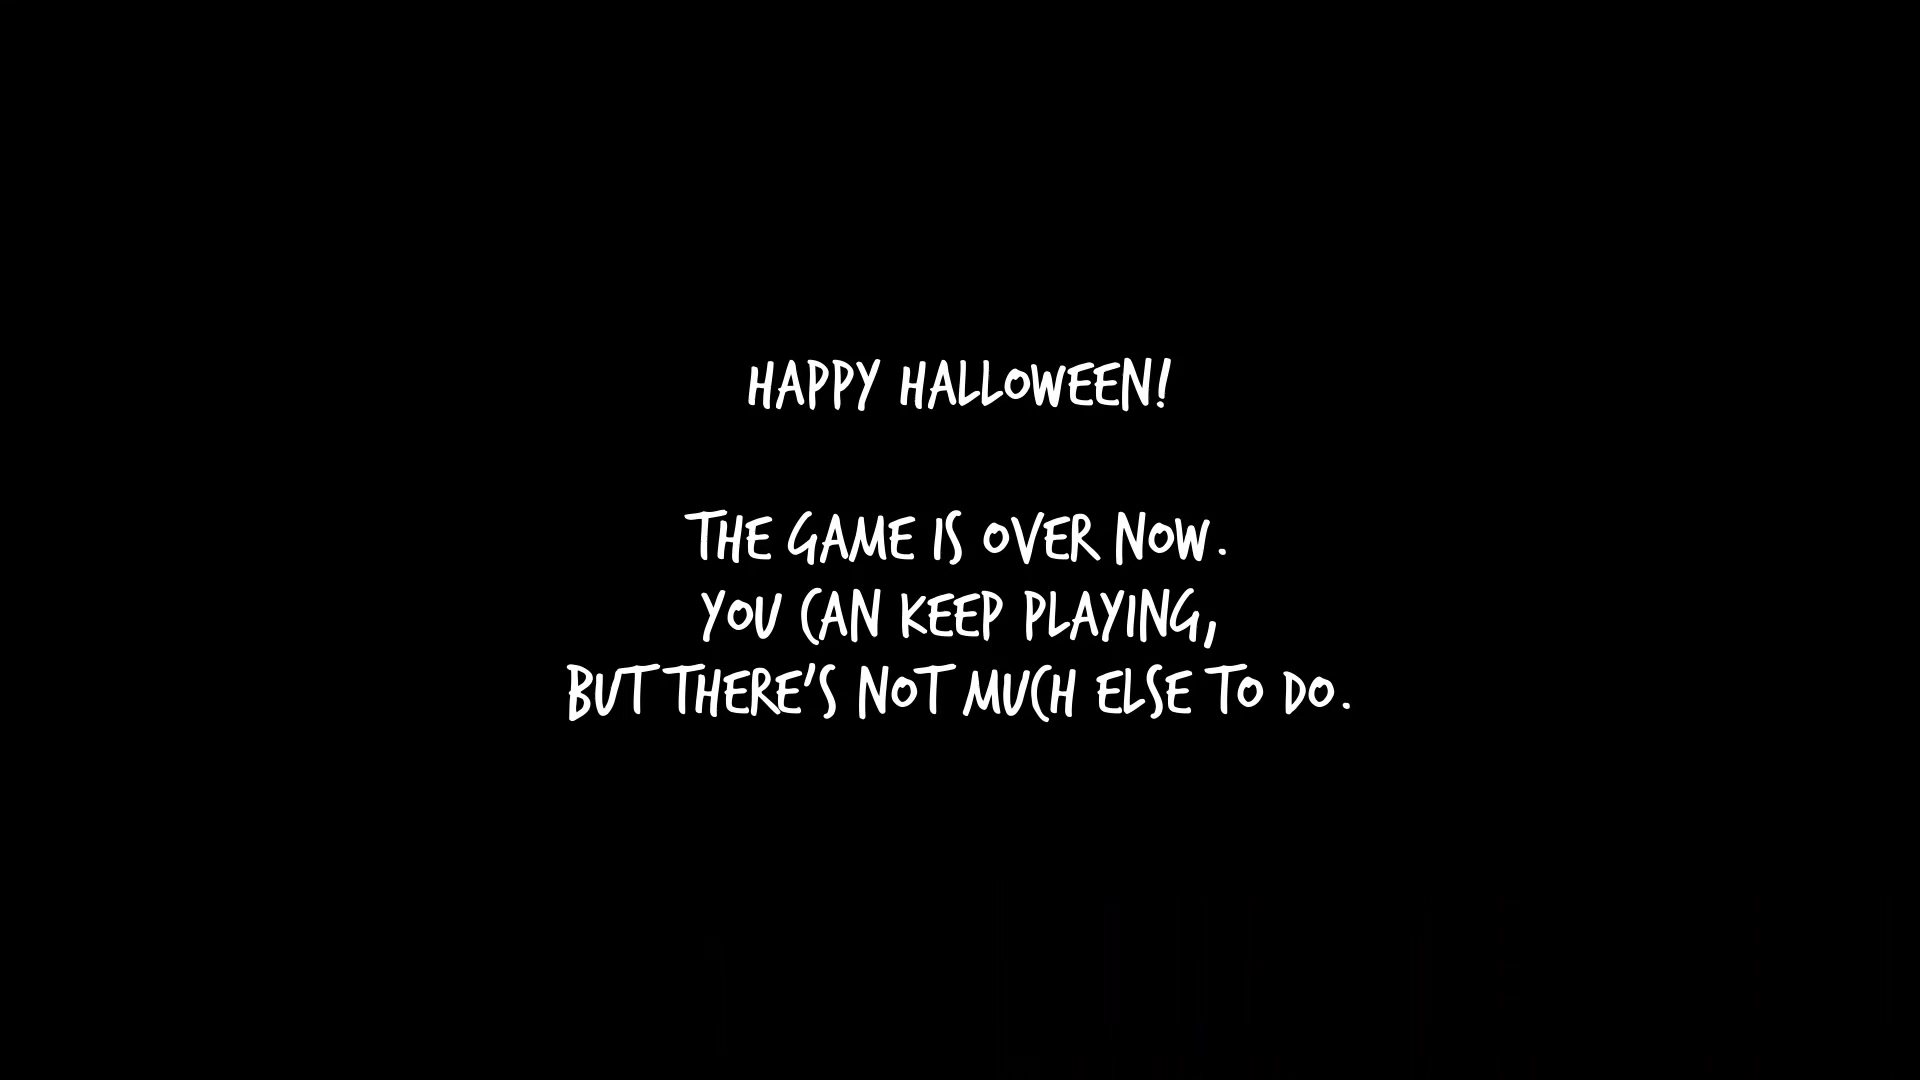 HAPPY HALLOWEEN!
THE GAME IS OVER NOW.
YOU CAN KEEP PLAYING,
BUT THERE'S NOT MUCH ELSE TO DO.